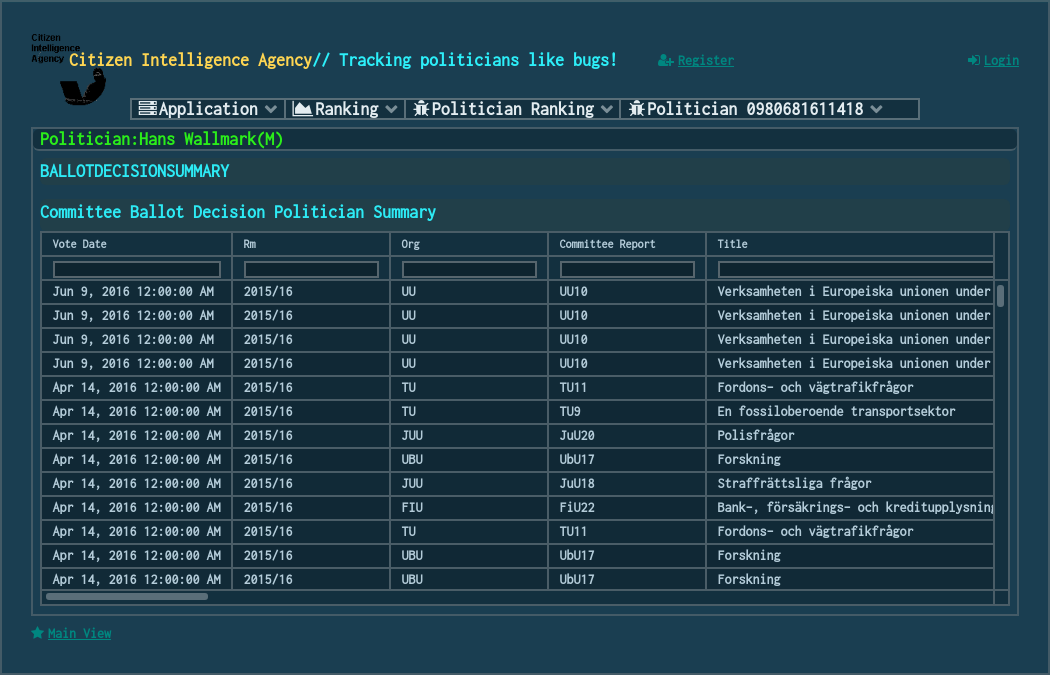 Citizen
Intelligence
Agency
Citizen Intelligence Agency// Tracking politicians like bugs!
Register
Login
Application
Ranking
Politician Ranking
Politician 0980681611418
Politician:Hans Wallmark(M)
BALLOTDECISIONSUMMARY
Committee Ballot Decision Politician Summary
Vote Date Rm Org Committee Report Title
Jun 9, 2016 12:00:00 AM 2015/16 UU UU10 Verksamheten i Europeiska unionen under
Jun 9, 2016 12:00:00 AM 2015/16 UU UU10 Verksamheten i Europeiska unionen under
Jun 9, 2016 12:00:00 AM 2015/16 UU UU10 Verksamheten i Europeiska unionen under
Jun 9, 2016 12:00:00 AM 2015/16 UU UU10 Verksamheten i Europeiska unionen under
Apr 14, 2016 12:00:00 AM 2015/16 TU TU11 Fordons- och vägtrafikfrågor
Apr 14, 2016 12:00:00 AM 2015/16 TU TU9 En fossiloberoende transportsektor
Apr 14, 2016 12:00:00 AM 2015/16 JUU JuU20 Polisfrågor
Apr 14, 2016 12:00:00 AM 2015/16 UBU UbU17 Forskning
Apr 14, 2016 12:00:00 AM 2015/16 JUU JuU18 Straffrättsliga frågor
Apr 14, 2016 12:00:00 AM 2015/16 FIU FiU22 Bank-, försäkrings- och kreditupplysning
Apr 14, 2016 12:00:00 AM 2015/16 TU TU11 Fordons- och vägtrafikfrågor
Apr 14, 2016 12:00:00 AM 2015/16 UBU UbU17 Forskning
Apr 14, 2016 12:00:00 AM 2015/16 UBU UbU17 Forskning
Main View